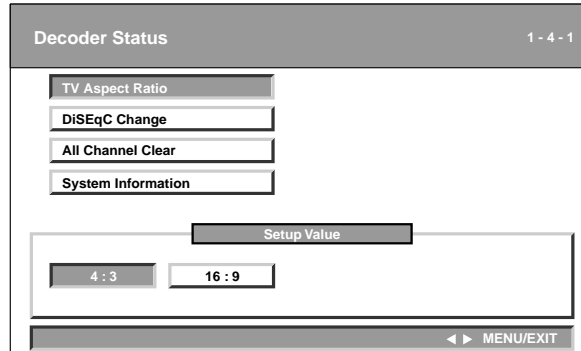 Decoder Status 1 - 4 - 1
TV Aspect Ratio
DiSEqC Change
All Channel Clear
System Information
Setup Value
4 : 3 16 : 9
◀ ▶ MENU/EXIT